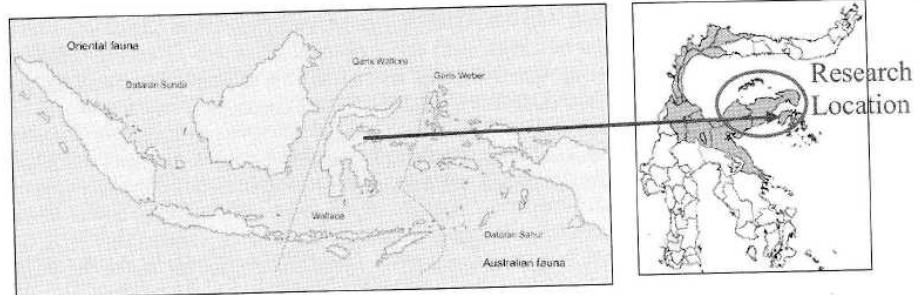 Oriental fauna
Dataran Sunda
Garis Wallace
Garis Weber
Wallace
Dataran Sahul
Australian fauna
Research
Location